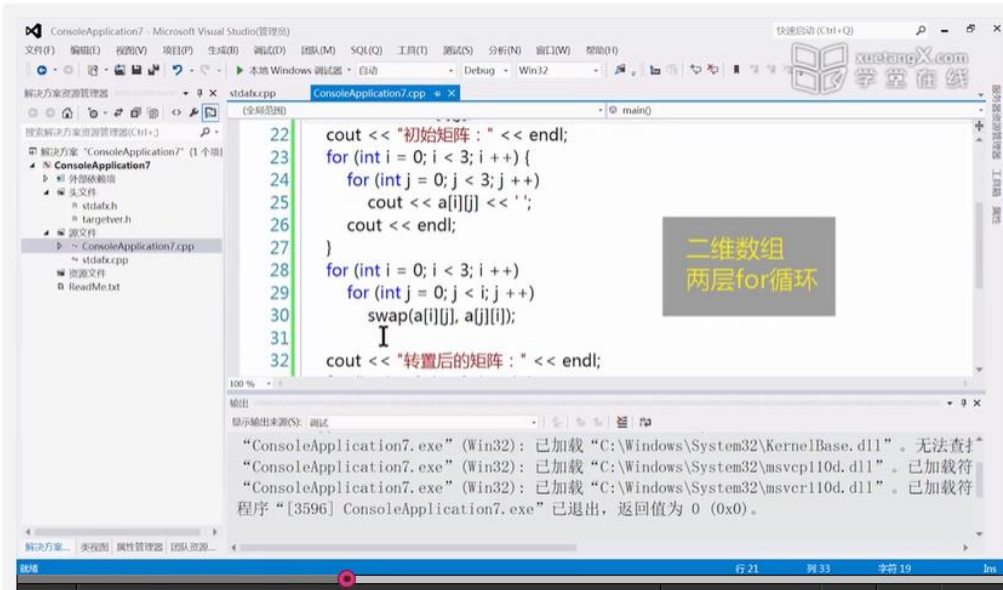 ConsoleApplication7 - Microsoft Visual Studio(管理员)
快速启动 (Ctrl+Q)
文件(F) 编辑(E) 视图(V) 项目(P) 生成(B) 调试(D) 团队(M) SQL(Q) 工具(T) 测试(S) 分析(N) 窗口(W) 帮助(H)
本地 Windows 调试器 自动 Debug Win32
xuetangX.com
学堂在线
解决方案资源管理器
stdafx.cpp ConsoleApplication7.cpp
(全局范围) main()
搜索解决方案资源管理器(Ctrl+;)
解决方案 "ConsoleApplication7" (1 个项
ConsoleApplication7
外部依赖项
头文件
stdafx.h
targetver.h
源文件
ConsoleApplication7.cpp
stdafx.cpp
资源文件
ReadMe.txt
22 cout << "初始矩阵：" << endl;
23 for (int i = 0; i < 3; i ++) {
24 for (int j = 0; j < 3; j ++)
25 cout << a[i][j] << ' ';
26 cout << endl;
27 }
28 for (int i = 0; i < 3; i ++)
29 for (int j = 0; j < i; j ++)
30 swap(a[i][j], a[j][i]);
31
32 cout << "转置后的矩阵：" << endl;
二维数组
两层for循环
服务器资源管理器
工具箱
属性
100 %
输出
显示输出来源(S): 调试
“ConsoleApplication7.exe”(Win32): 已加载“C:\Windows\System32\KernelBase.dll”。无法查找
“ConsoleApplication7.exe”(Win32): 已加载“C:\Windows\System32\msvcp110d.dll”。已加载符
“ConsoleApplication7.exe”(Win32): 已加载“C:\Windows\System32\msvcr110d.dll”。已加载符
程序“[3596] ConsoleApplication7.exe”已退出，返回值为 0 (0x0)。
解决方案... 类视图 属性管理器 团队资源...
就绪 行 21 列 33 字符 19 Ins